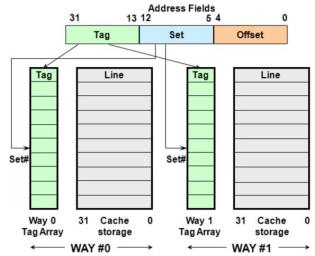 Address Fields
31 13 12 5 4 0
Tag Set Offset
Tag Line Tag Line
Set# Set#
Way 0 31 Cache 0 Way 1 31 Cache 0
Tag Array storage Tag Array storage
WAY #0 WAY #1